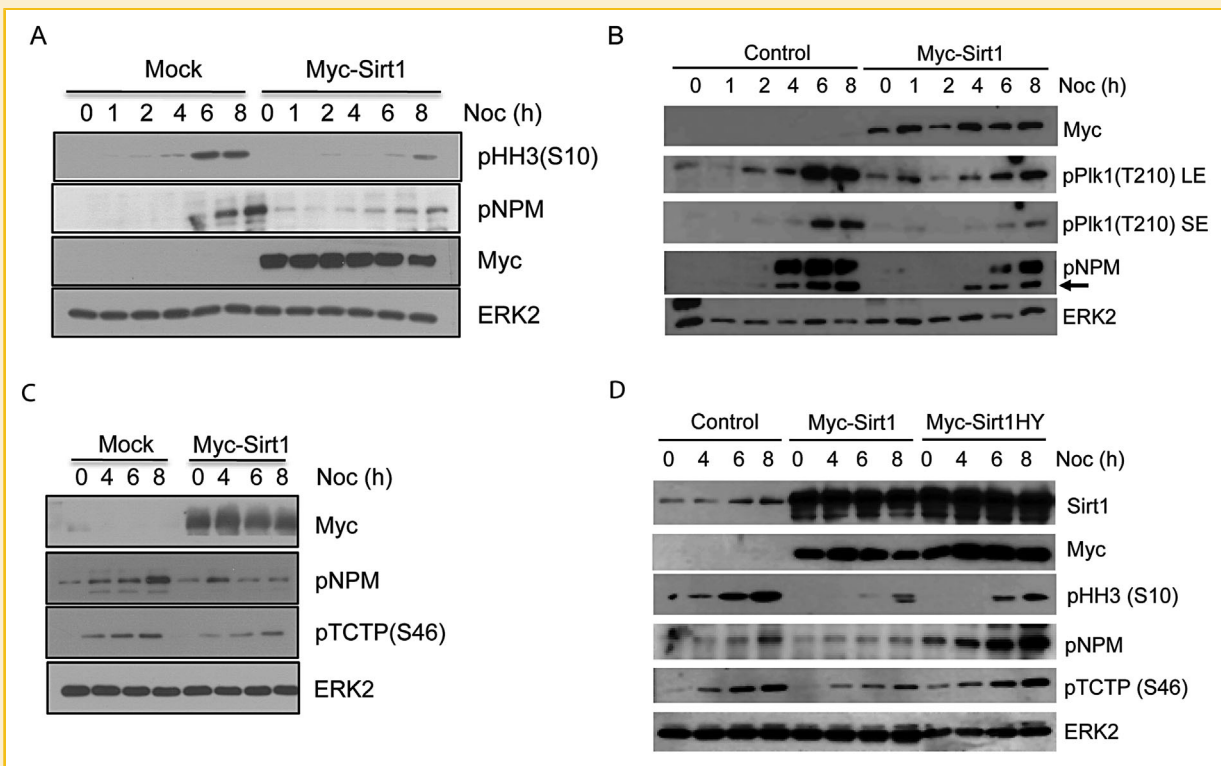 A
Mock Myc-Sirt1
0 1 2 4 6 8 0 1 2 4 6 8 Noc (h)
pHH3(S10)
pNPM
Myc
ERK2
B
Control Myc-Sirt1
0 1 2 4 6 8 0 1 2 4 6 8 Noc (h)
Myc
pPlk1(T210) LE
pPlk1(T210) SE
pNPM
ERK2
C
Mock Myc-Sirt1
0 4 6 8 0 4 6 8 Noc (h)
Myc
pNPM
pTCTP(S46)
ERK2
D
Control Myc-Sirt1 Myc-Sirt1HY
0 4 6 8 0 4 6 8 0 4 6 8 Noc (h)
Sirt1
Myc
pHH3 (S10)
pNPM
pTCTP (S46)
ERK2